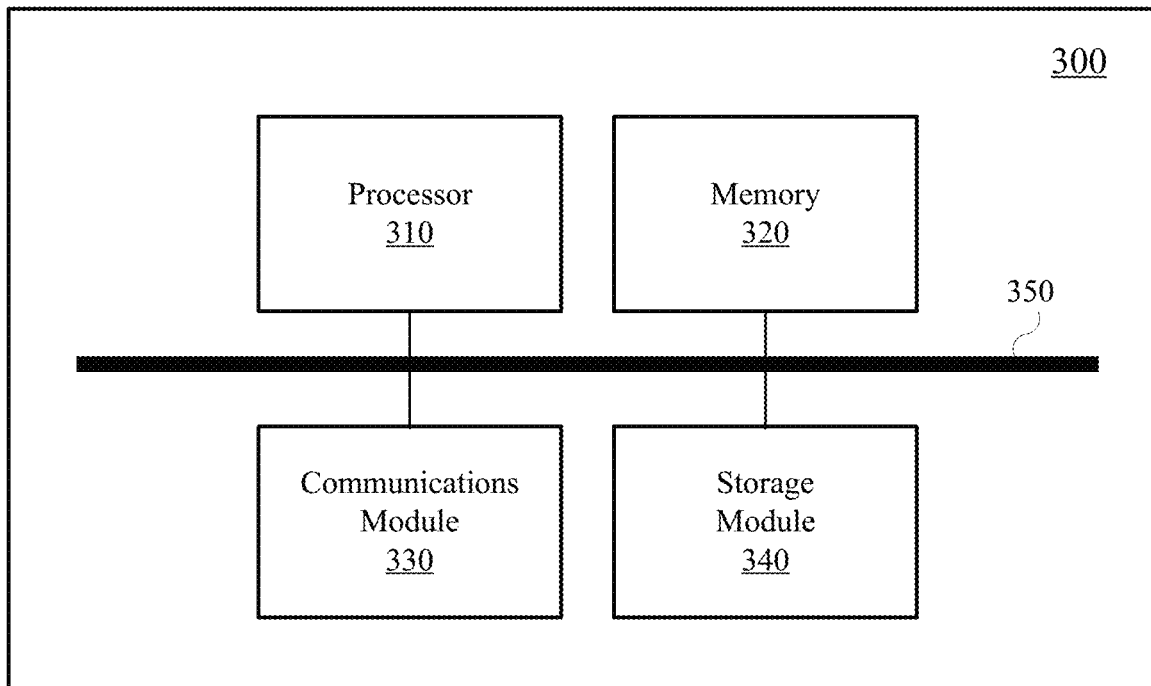 300
Processor
310
Memory
320
350
Communications
Module
330
Storage
Module
340